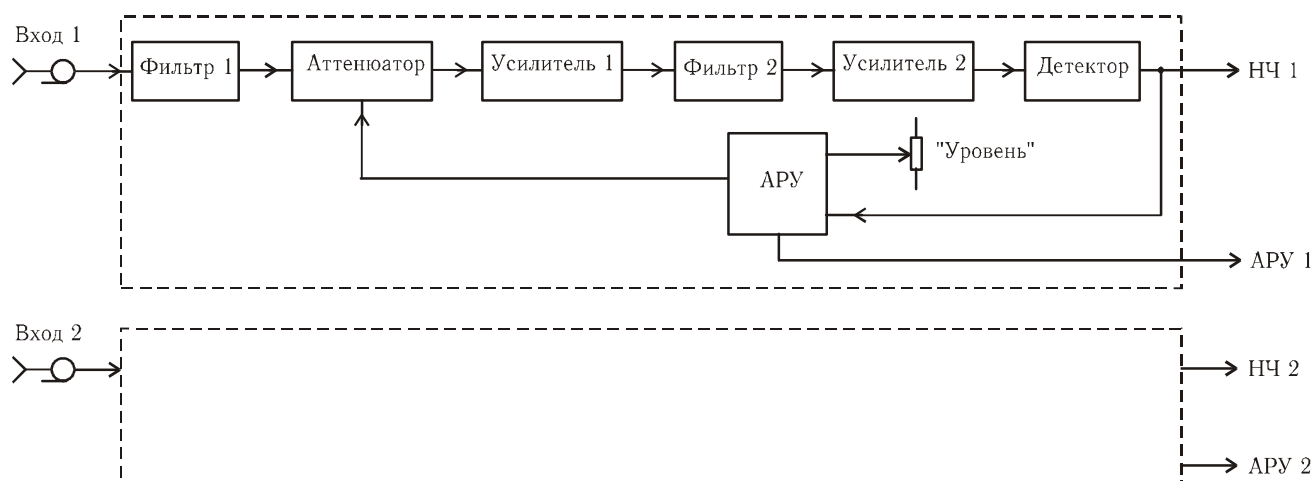 Вход 1
Фильтр 1
Аттенюатор
Усилитель 1
Фильтр 2
Усилитель 2
Детектор
НЧ 1
АРУ
"Уровень"
АРУ 1
Вход 2
НЧ 2
АРУ 2